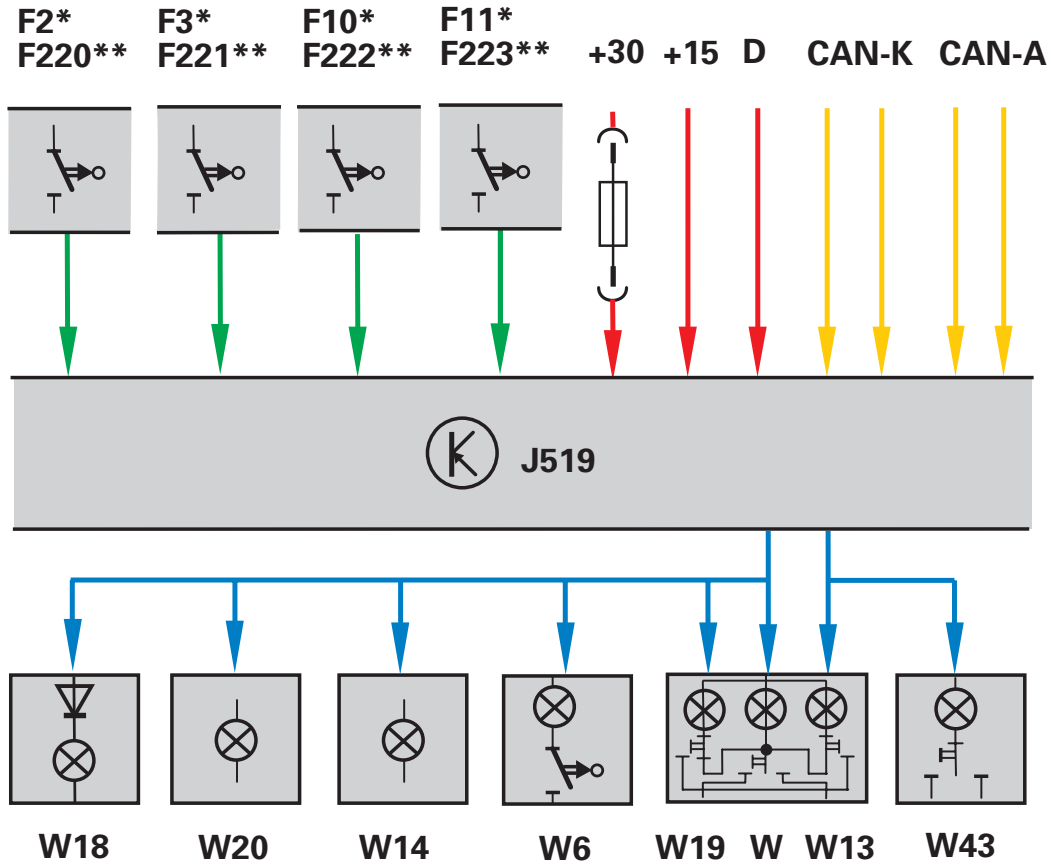 F2* F3* F10* F11*
F220** F221** F222** F223** +30 +15 D CAN-K CAN-A
J519
W18 W20 W14 W6 W19 W W13 W43